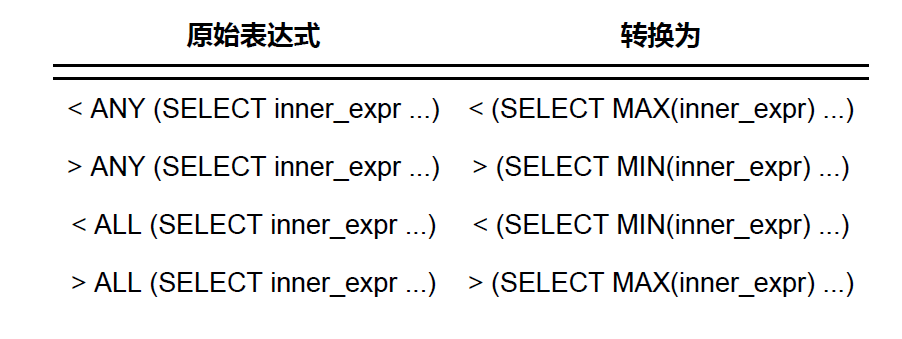 原始表达式 转换为
< ANY (SELECT inner_expr ...) < (SELECT MAX(inner_expr) ...)
> ANY (SELECT inner_expr ...) > (SELECT MIN(inner_expr) ...)
< ALL (SELECT inner_expr ...) < (SELECT MIN(inner_expr) ...)
> ALL (SELECT inner_expr ...) > (SELECT MAX(inner_expr) ...)